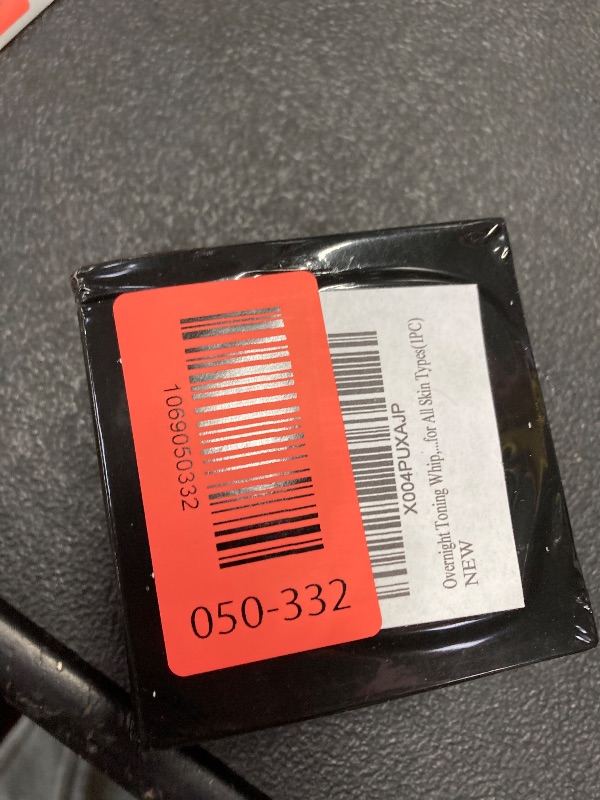 1069050332
050-332
X004PUXAJP
Overnight Toning Whip,...for All Skin Types(1PC)
NEW